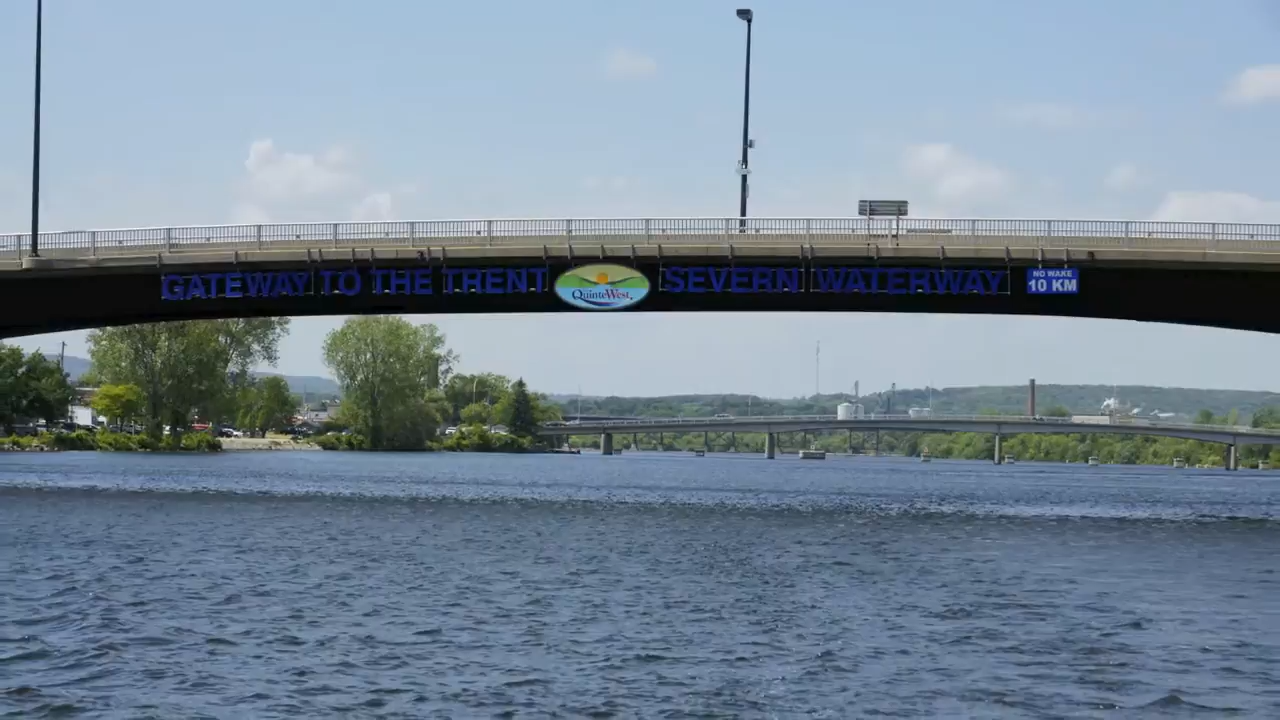 GATEWAY TO THE TRENT
QuinteWest
SEVERN WATERWAY
NO WAKE
10 KM